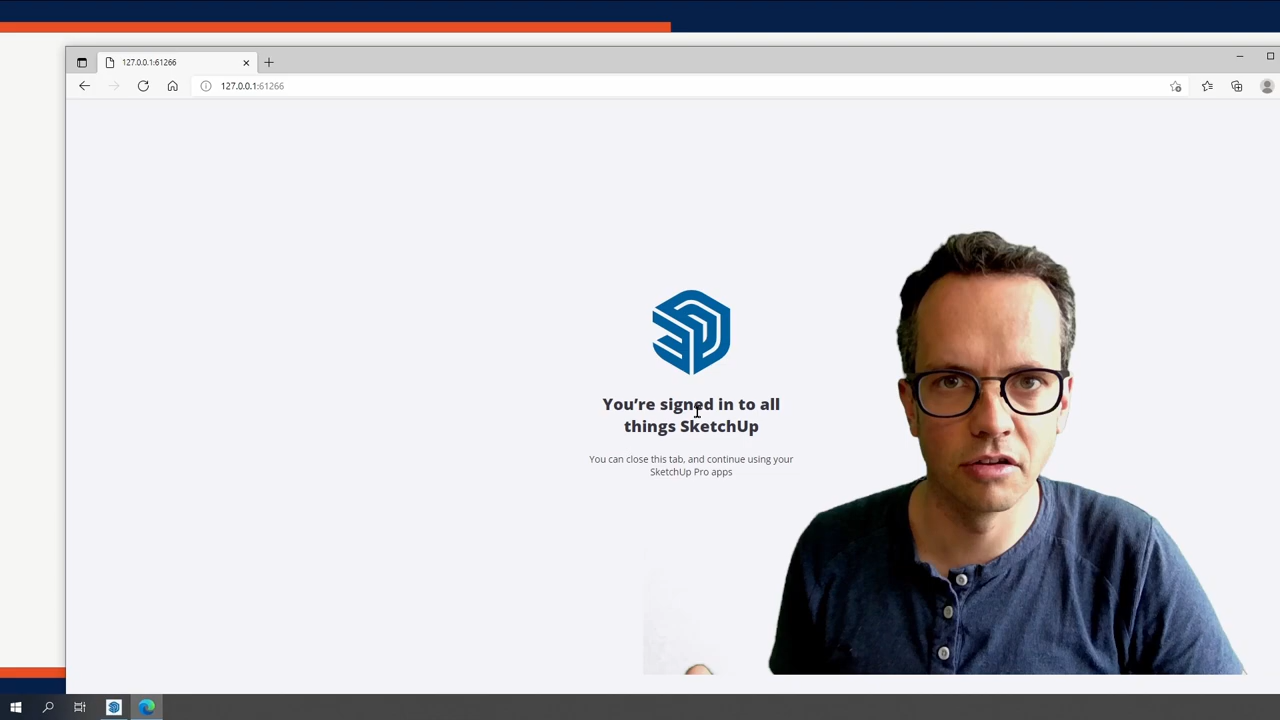 127.0.0.1:61266
127.0.0.1:61266
You're signed in to all
things SketchUp
You can close this tab, and continue using your
SketchUp Pro apps